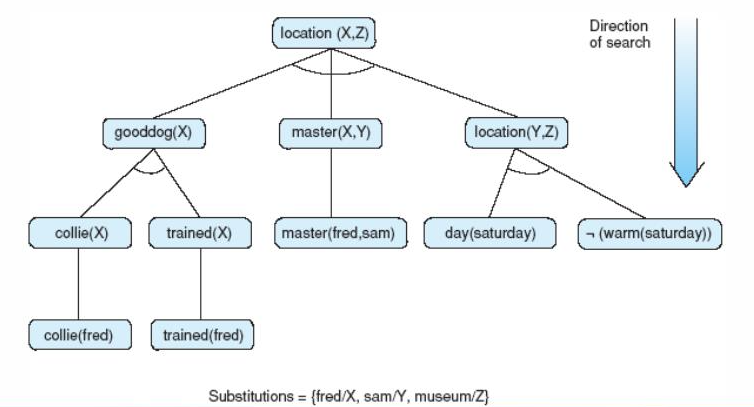 location (X,Z)
Direction
of search
gooddog(X)
master(X,Y)
location(Y,Z)
collie(X)
trained(X)
master(fred,sam)
day(saturday)
¬ (warm(saturday))
collie(fred)
trained(fred)
Substitutions = {fred/X, sam/Y, museum/Z}